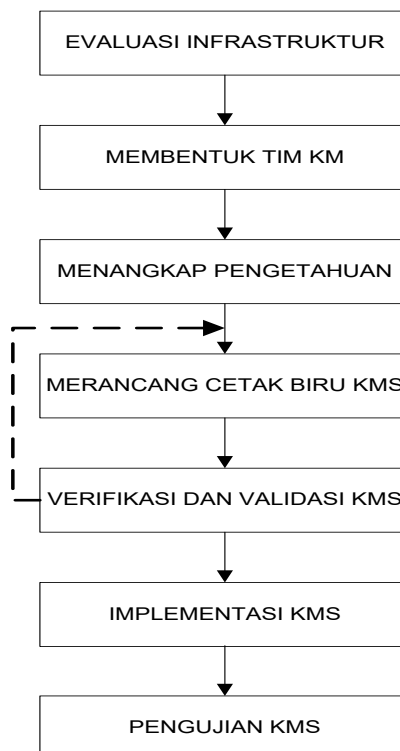 EVALUASI INFRASTRUKTUR
MEMBENTUK TIM KM
MENANGKAP PENGETAHUAN
MERANCANG CETAK BIRU KMS
VERIFIKASI DAN VALIDASI KMS
IMPLEMENTASI KMS
PENGUJIAN KMS